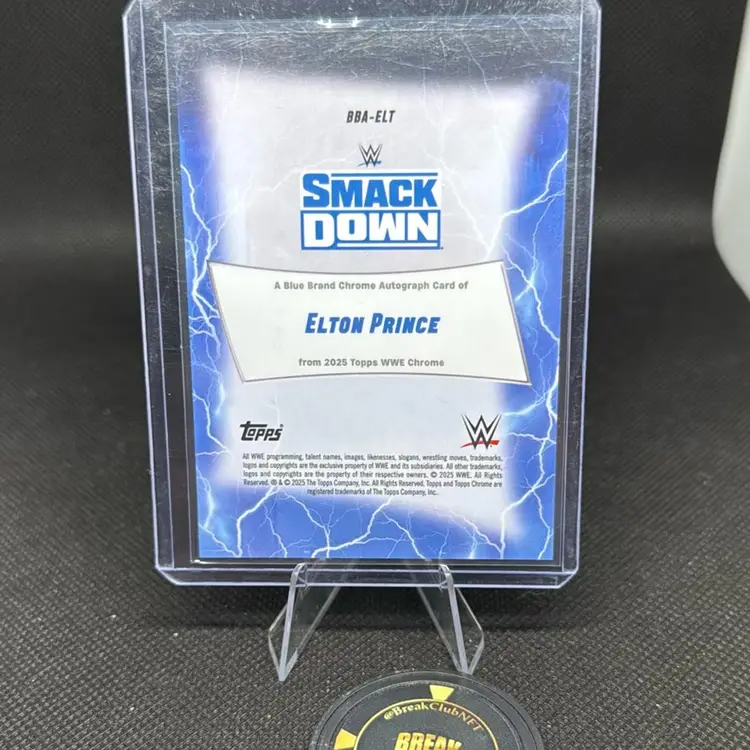 BBA-ELT
W
SMACK
DOWN
A Blue Brand Chrome Autograph Card of
ELTON PRINCE
from 2025 Topps WWE Chrome
topps W
All WWE programming, talent names, images, likenesses, slogans, wrestling moves, trademarks,
logos and copyrights are the exclusive property of WWE and its subsidiaries. All other trademarks,
logos and copyrights are the property of their respective owners. © 2025 WWE. All Rights
Reserved. ® & © 2025 The Topps Company, Inc. All Rights Reserved. Topps and Topps Chrome are
registered trademarks of The Topps Company, Inc.
@BreakClubNFT
BREAK